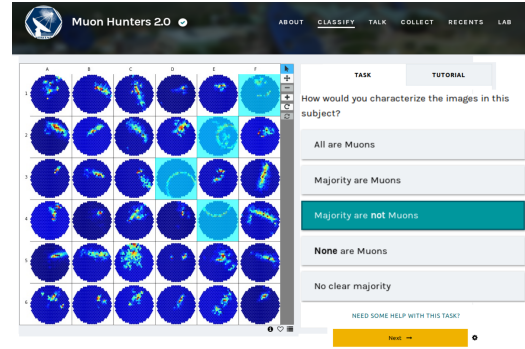 Muon Hunters 2.0
ABOUT CLASSIFY TALK COLLECT RECENTS LAB
A B C D E F
1
2
3
4
5
6
TASK TUTORIAL
How would you characterize the images in this
subject?
All are Muons
Majority are Muons
Majority are not Muons
None are Muons
No clear majority
NEED SOME HELP WITH THIS TASK?
Next →